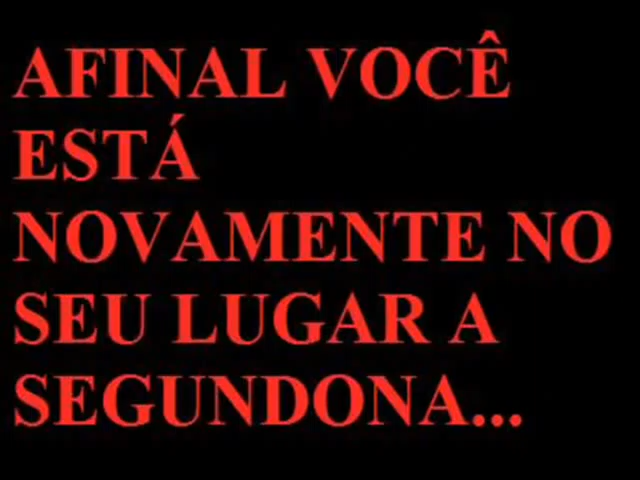 AFINAL VOCÊ
ESTÁ
NOVAMENTE NO
SEU LUGAR A
SEGUNDONA...